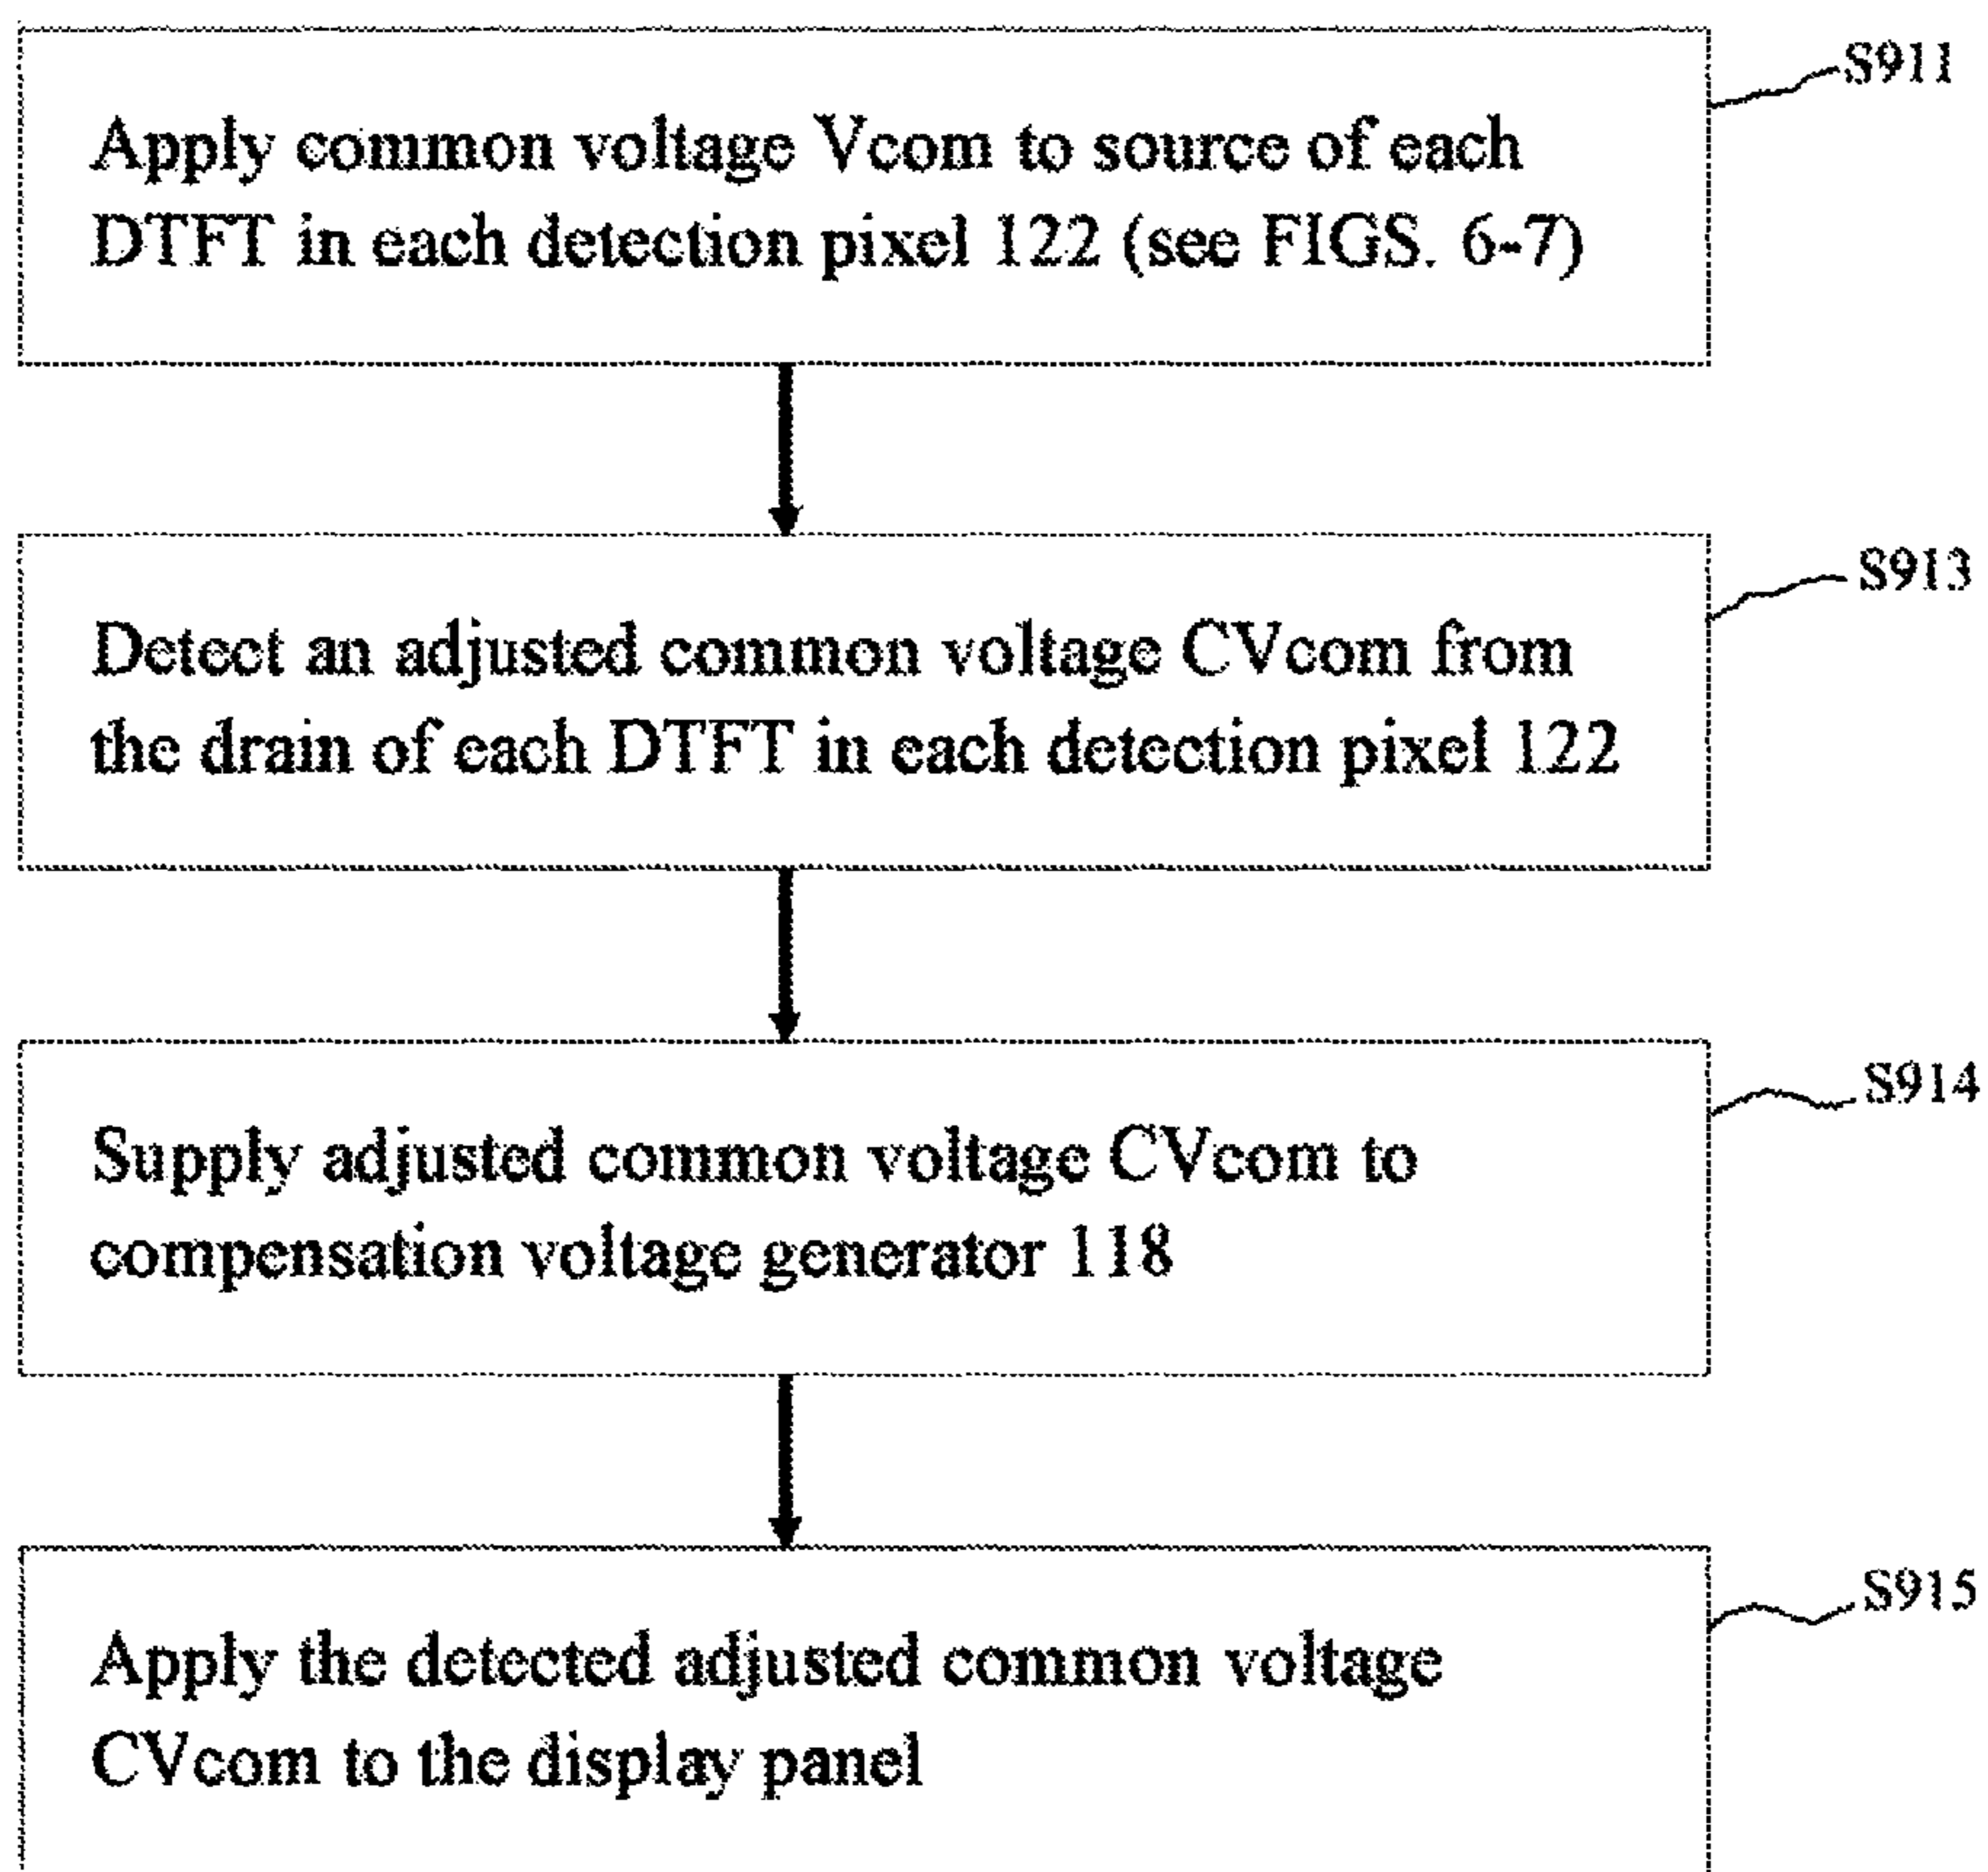 S911
Apply common voltage Vcom to source of each
DTFT in each detection pixel 122 (see FIGS. 6-7)
S913
Detect an adjusted common voltage CVcom from
the drain of each DTFT in each detection pixel 122
S914
Supply adjusted common voltage CVcom to
compensation voltage generator 118
S915
Apply the detected adjusted common voltage
CVcom to the display panel